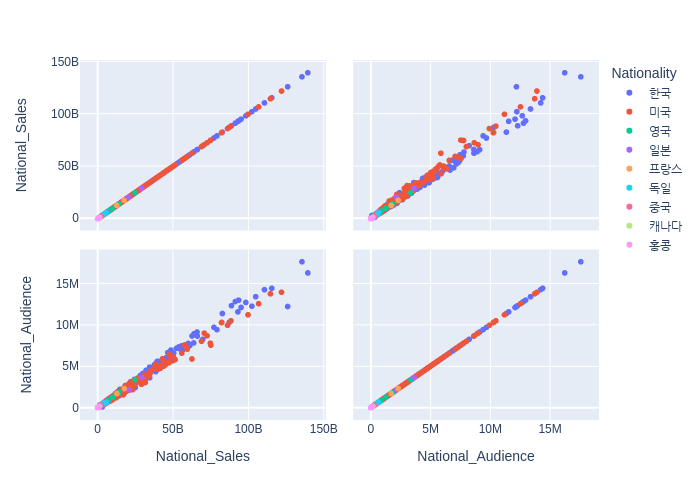 National_Sales
150B
100B
50B
0
National_Audience
15M
10M
5M
0
0
50B
100B
150B
0
5M
10M
15M
National_Sales
National_Audience
Nationality
한국
미국
영국
일본
프랑스
독일
중국
캐나다
홍콩